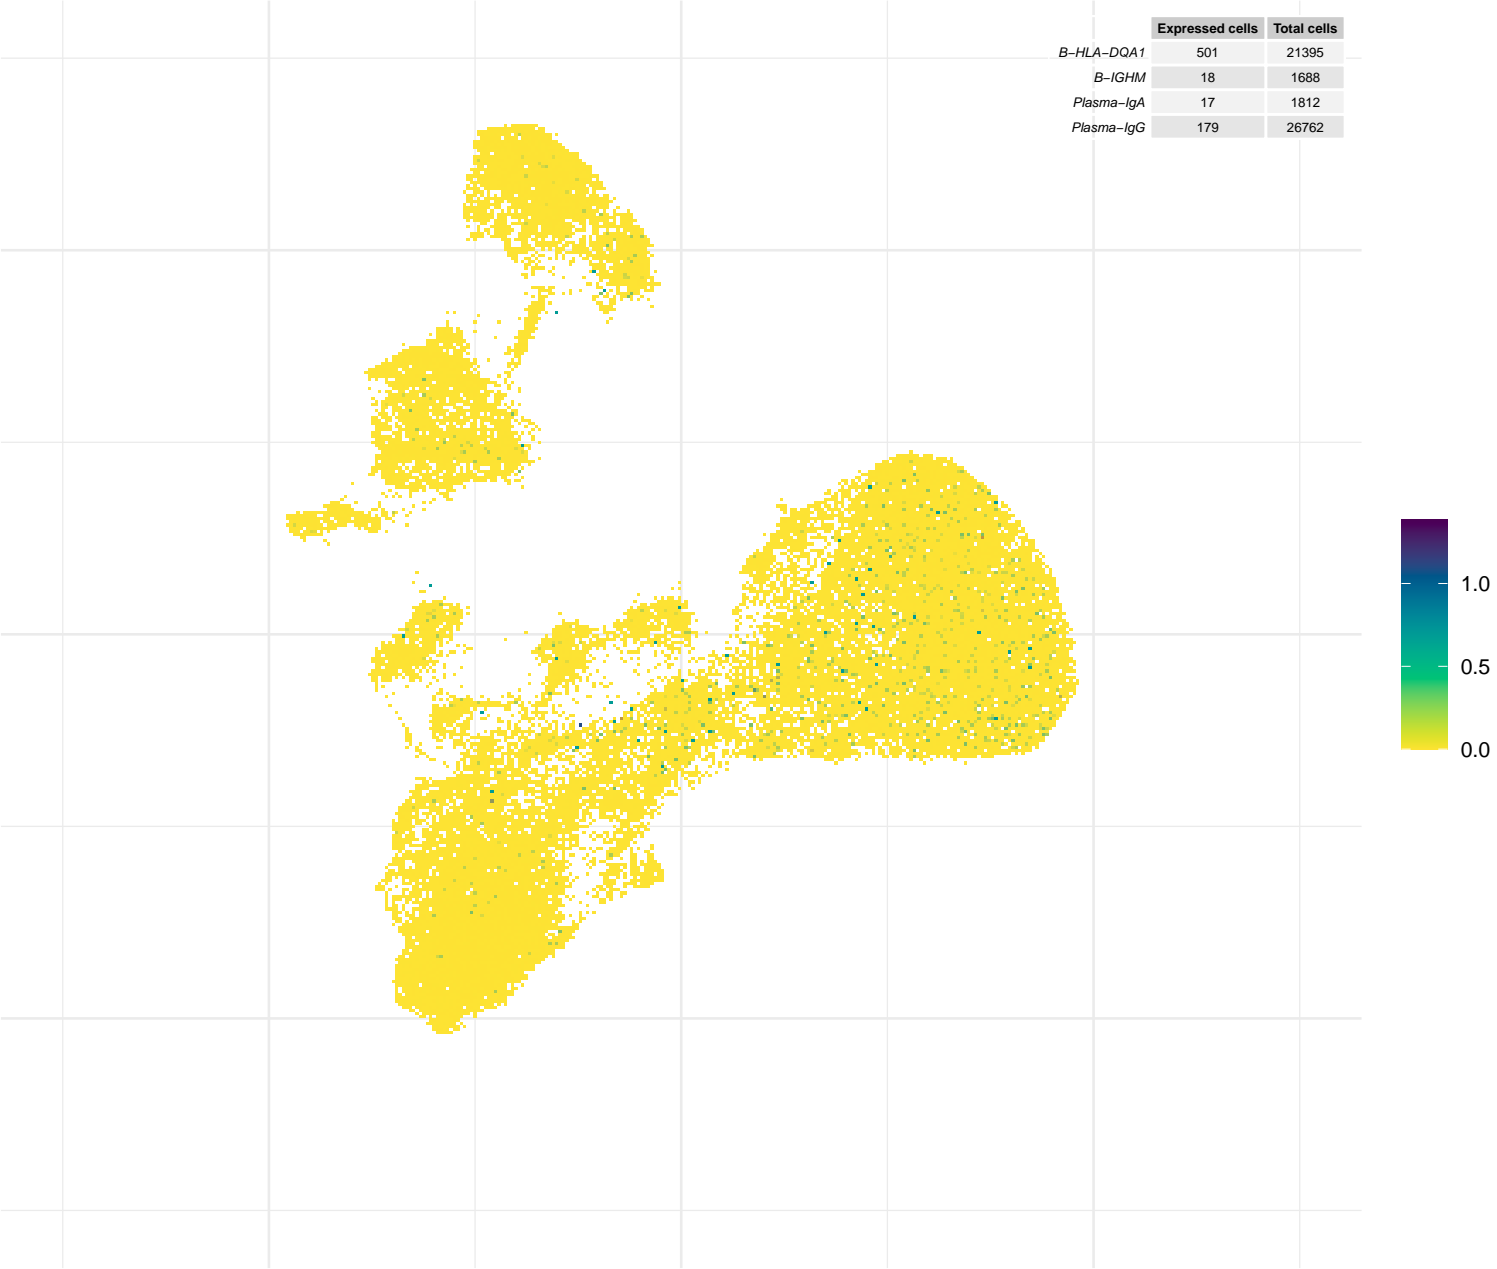 Expressed cells Total cells
B−HLA−DQA1 501 21395
B−IGHM 18 1688
Plasma−IgA 17 1812
Plasma−IgG 179 26762
1.0
0.5
0.0